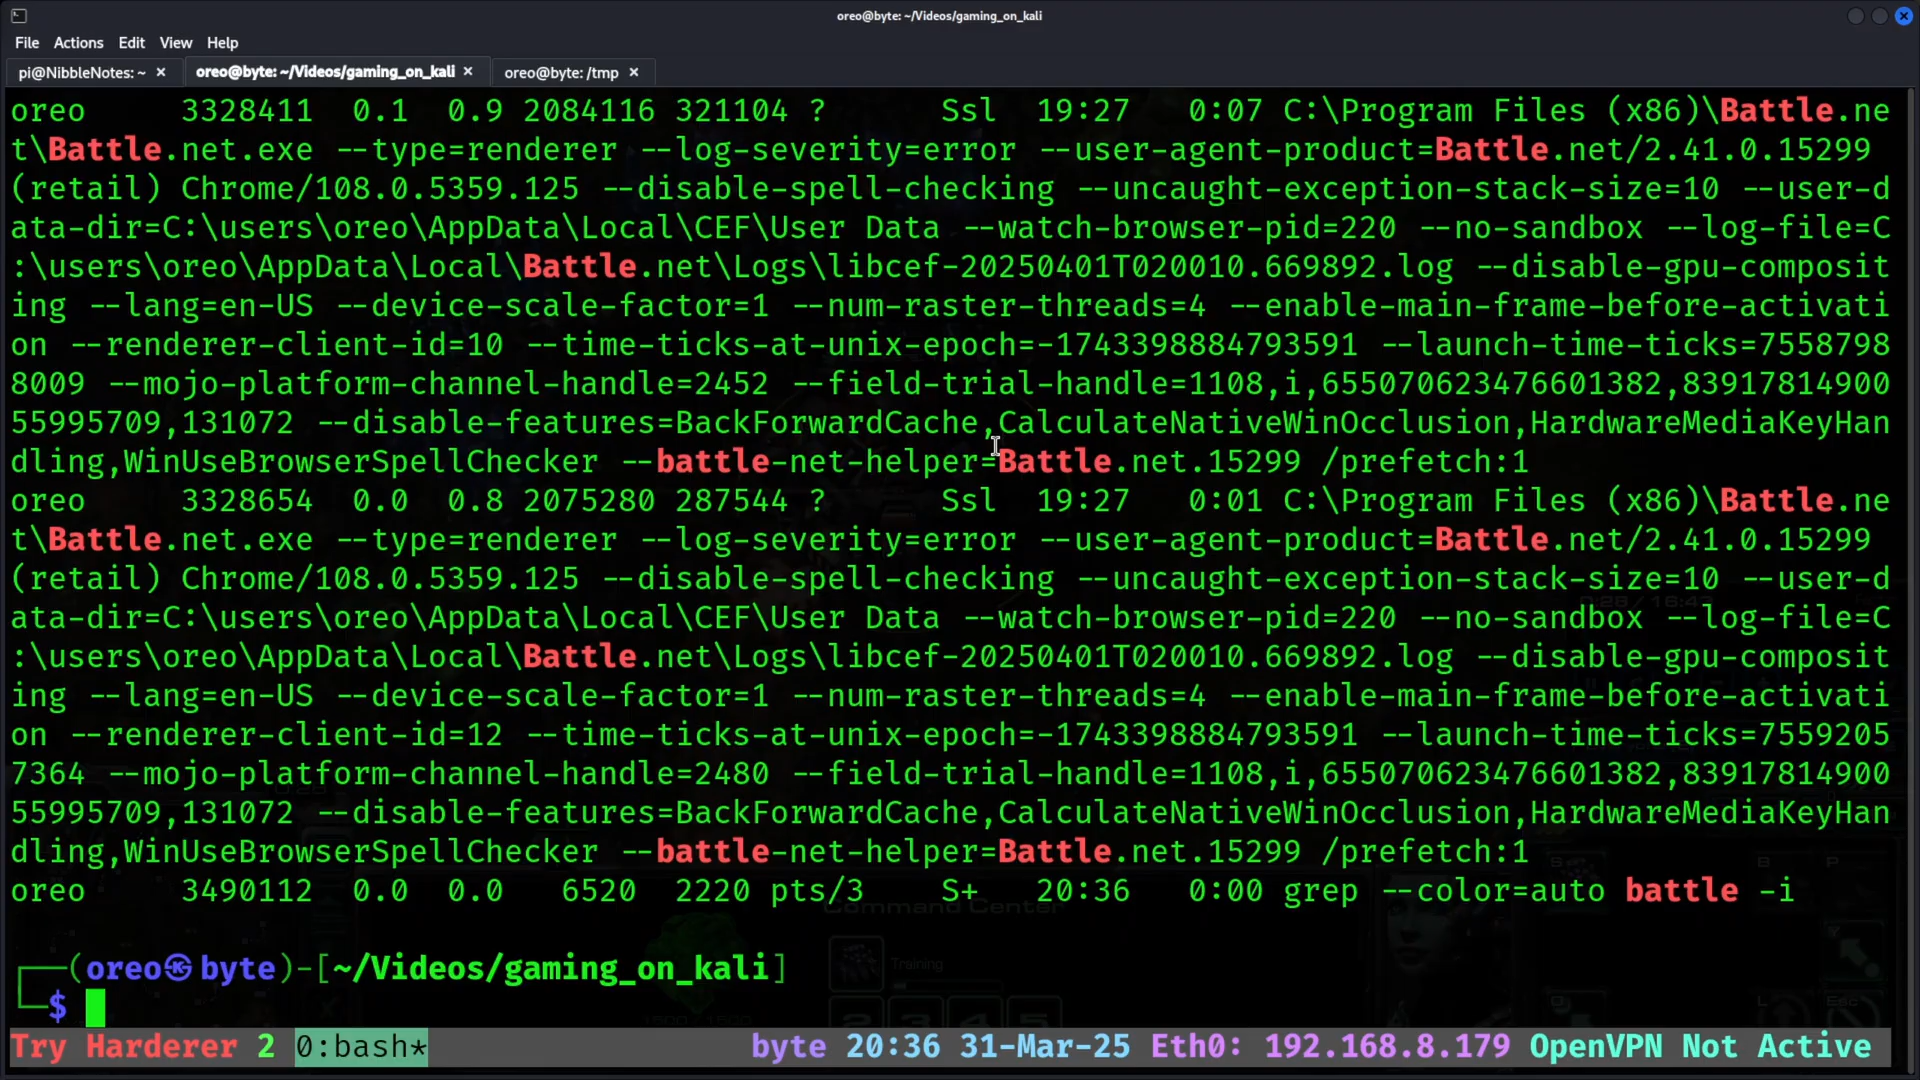 oreo@byte: ~/Videos/gaming_on_kali
File Actions Edit View Help
pi@NibbleNotes: ~ × oreo@byte: ~/Videos/gaming_on_kali × oreo@byte: /tmp ×
oreo 3328411 0.1 0.9 2084116 321104 ? Ssl 19:27 0:07 C:\Program Files (x86)\Battle.ne
t\Battle.net.exe --type=renderer --log-severity=error --user-agent-product=Battle.net/2.41.0.15299
(retail) Chrome/108.0.5359.125 --disable-spell-checking --uncaught-exception-stack-size=10 --user-d
ata-dir=C:\users\oreo\AppData\Local\CEF\User Data --watch-browser-pid=220 --no-sandbox --log-file=C
:\users\oreo\AppData\Local\Battle.net\Logs\libcef-20250401T020010.669892.log --disable-gpu-composit
ing --lang=en-US --device-scale-factor=1 --num-raster-threads=4 --enable-main-frame-before-activati
on --renderer-client-id=10 --time-ticks-at-unix-epoch=-1743398884793591 --launch-time-ticks=7558798
8009 --mojo-platform-channel-handle=2452 --field-trial-handle=1108,i,6550706234766013​82,83917814900
55995709,131072 --disable-features=BackForwardCache,CalculateNativeWinOcclusion,HardwareMediaKeyHan
dling,WinUseBrowserSpellChecker --battle-net-helper=Battle.net.15299 /prefetch:1
oreo 3328654 0.0 0.8 2075280 287544 ? Ssl 19:27 0:01 C:\Program Files (x86)\Battle.ne
t\Battle.net.exe --type=renderer --log-severity=error --user-agent-product=Battle.net/2.41.0.15299
(retail) Chrome/108.0.5359.125 --disable-spell-checking --uncaught-exception-stack-size=10 --user-d
ata-dir=C:\users\oreo\AppData\Local\CEF\User Data --watch-browser-pid=220 --no-sandbox --log-file=C
:\users\oreo\AppData\Local\Battle.net\Logs\libcef-20250401T020010.669892.log --disable-gpu-composit
ing --lang=en-US --device-scale-factor=1 --num-raster-threads=4 --enable-main-frame-before-activati
on --renderer-client-id=12 --time-ticks-at-unix-epoch=-1743398884793591 --launch-time-ticks=7559205
7364 --mojo-platform-channel-handle=2480 --field-trial-handle=1108,i,655070623476601382,83917814900
55995709,131072 --disable-features=BackForwardCache,CalculateNativeWinOcclusion,HardwareMediaKeyHan
dling,WinUseBrowserSpellChecker --battle-net-helper=Battle.net.15299 /prefetch:1
oreo 3490112 0.0 0.0 6520 2220 pts/3 S+ 20:36 0:00 grep --color=auto battle -i
Command Center
Training
┌──(oreo㉿byte)-[~/Videos/gaming_on_kali]
└─$
Try Harderer 2 0:bash* byte 20:36 31-Mar-25 Eth0: 192.168.8.179 OpenVPN Not Active